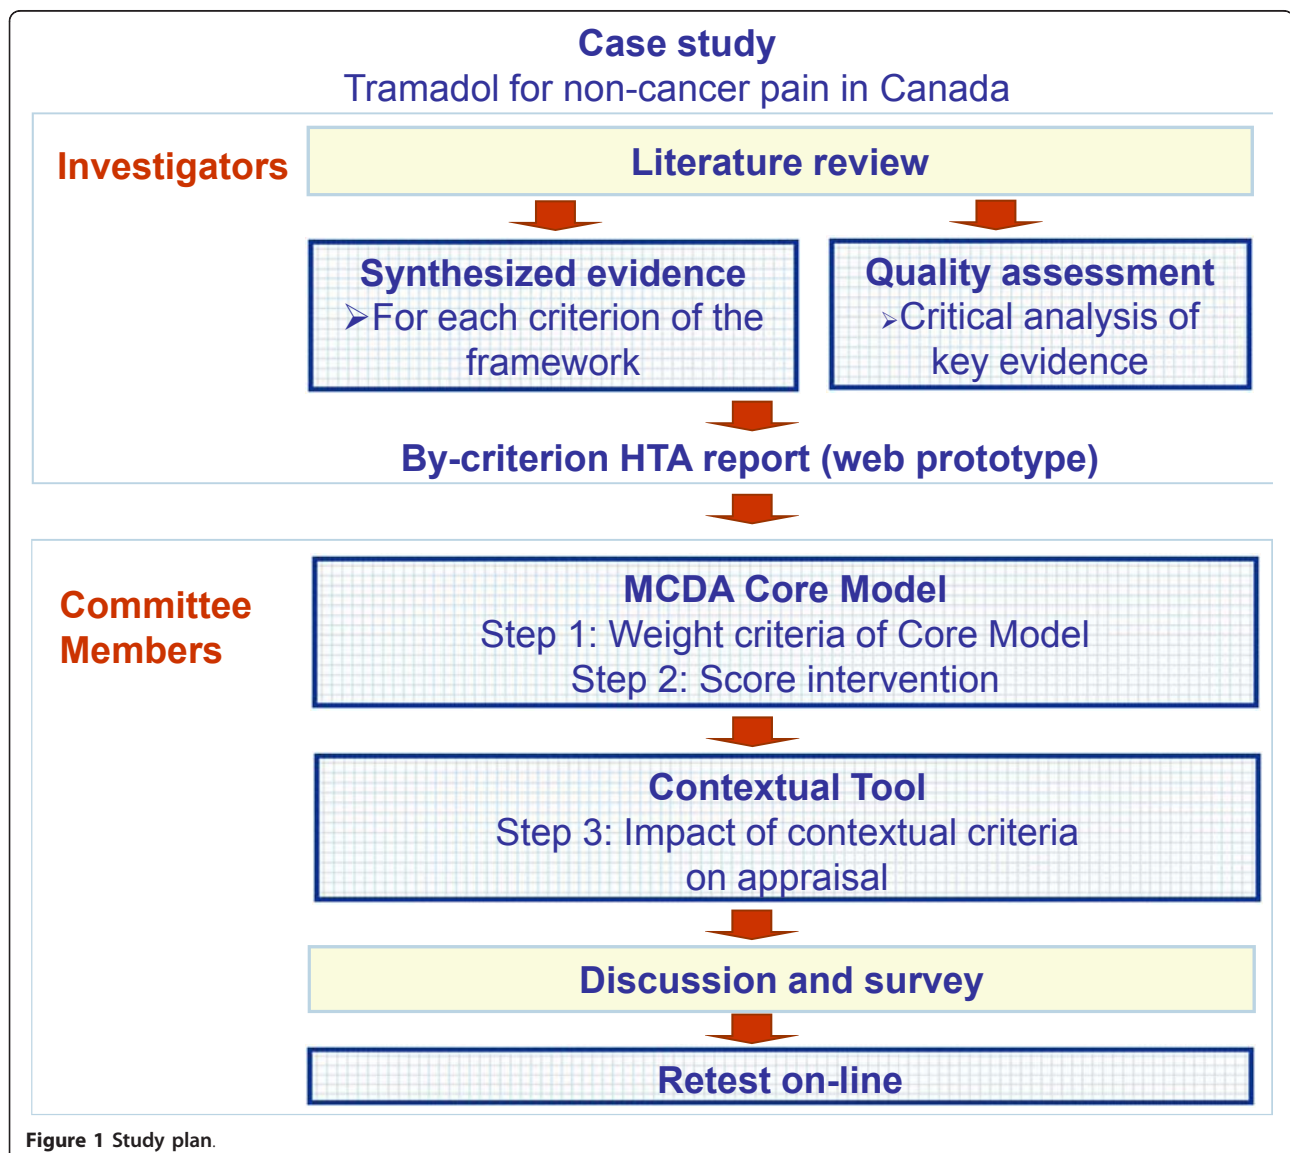 Case study
Tramadol for non-cancer pain in Canada
Investigators
Literature review
Synthesized evidence
➢For each criterion of the
framework
Quality assessment
➢Critical analysis of
key evidence
By-criterion HTA report (web prototype)
Committee
Members
MCDA Core Model
Step 1: Weight criteria of Core Model
Step 2: Score intervention
Contextual Tool
Step 3: Impact of contextual criteria
on appraisal
Discussion and survey
Retest on-line
Figure 1 Study plan.